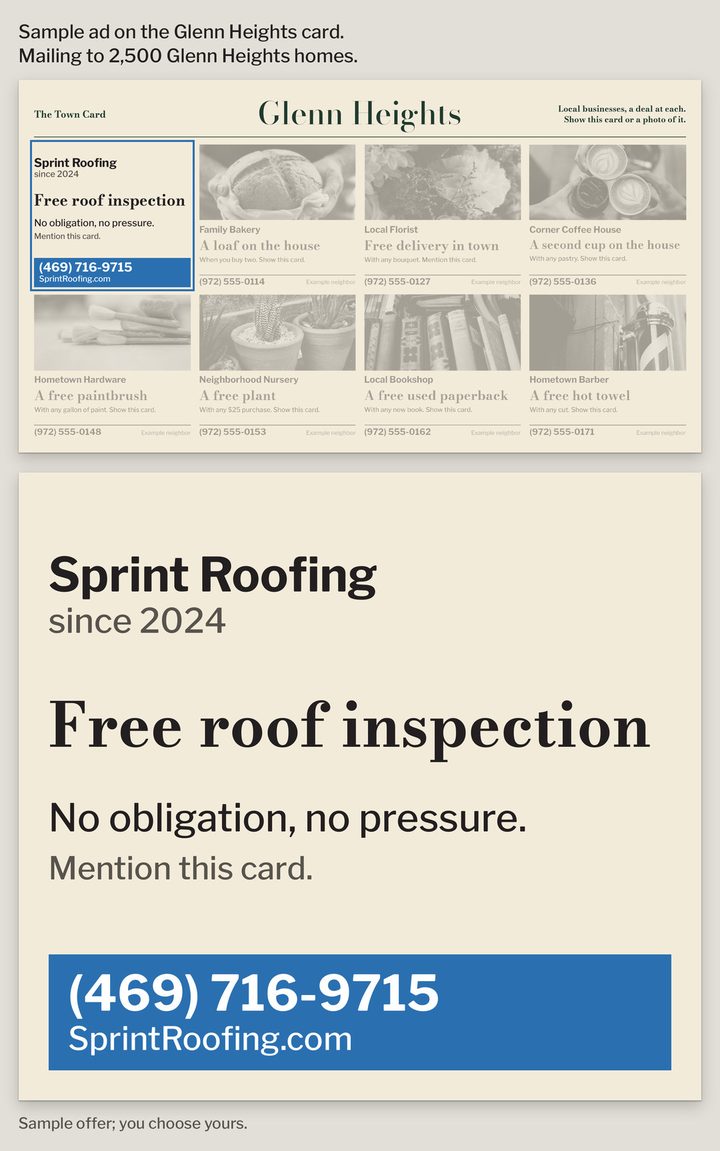 Sample ad on the Glenn Heights card.
Mailing to 2,500 Glenn Heights homes.
The Town Card
Glenn Heights
Local businesses, a deal at each.
Show this card or a photo of it.
Sprint Roofing
since 2024
Free roof inspection
No obligation, no pressure.
Mention this card.
(469) 716-9715
SprintRoofing.com
Family Bakery
A loaf on the house
When you buy two. Show this card.
(972) 555-0114
Example neighbor
Local Florist
Free delivery in town
With any bouquet. Mention this card.
(972) 555-0127
Example neighbor
Corner Coffee House
A second cup on the house
With any pastry. Show this card.
(972) 555-0136
Example neighbor
Hometown Hardware
A free paintbrush
With any gallon of paint. Show this card.
(972) 555-0148
Example neighbor
Neighborhood Nursery
A free plant
With any $25 purchase. Show this card.
(972) 555-0153
Example neighbor
Local Bookshop
A free used paperback
With any new book. Show this card.
(972) 555-0162
Example neighbor
Hometown Barber
A free hot towel
With any cut. Show this card.
(972) 555-0171
Example neighbor
Sprint Roofing
since 2024
Free roof inspection
No obligation, no pressure.
Mention this card.
(469) 716-9715
SprintRoofing.com
Sample offer; you choose yours.